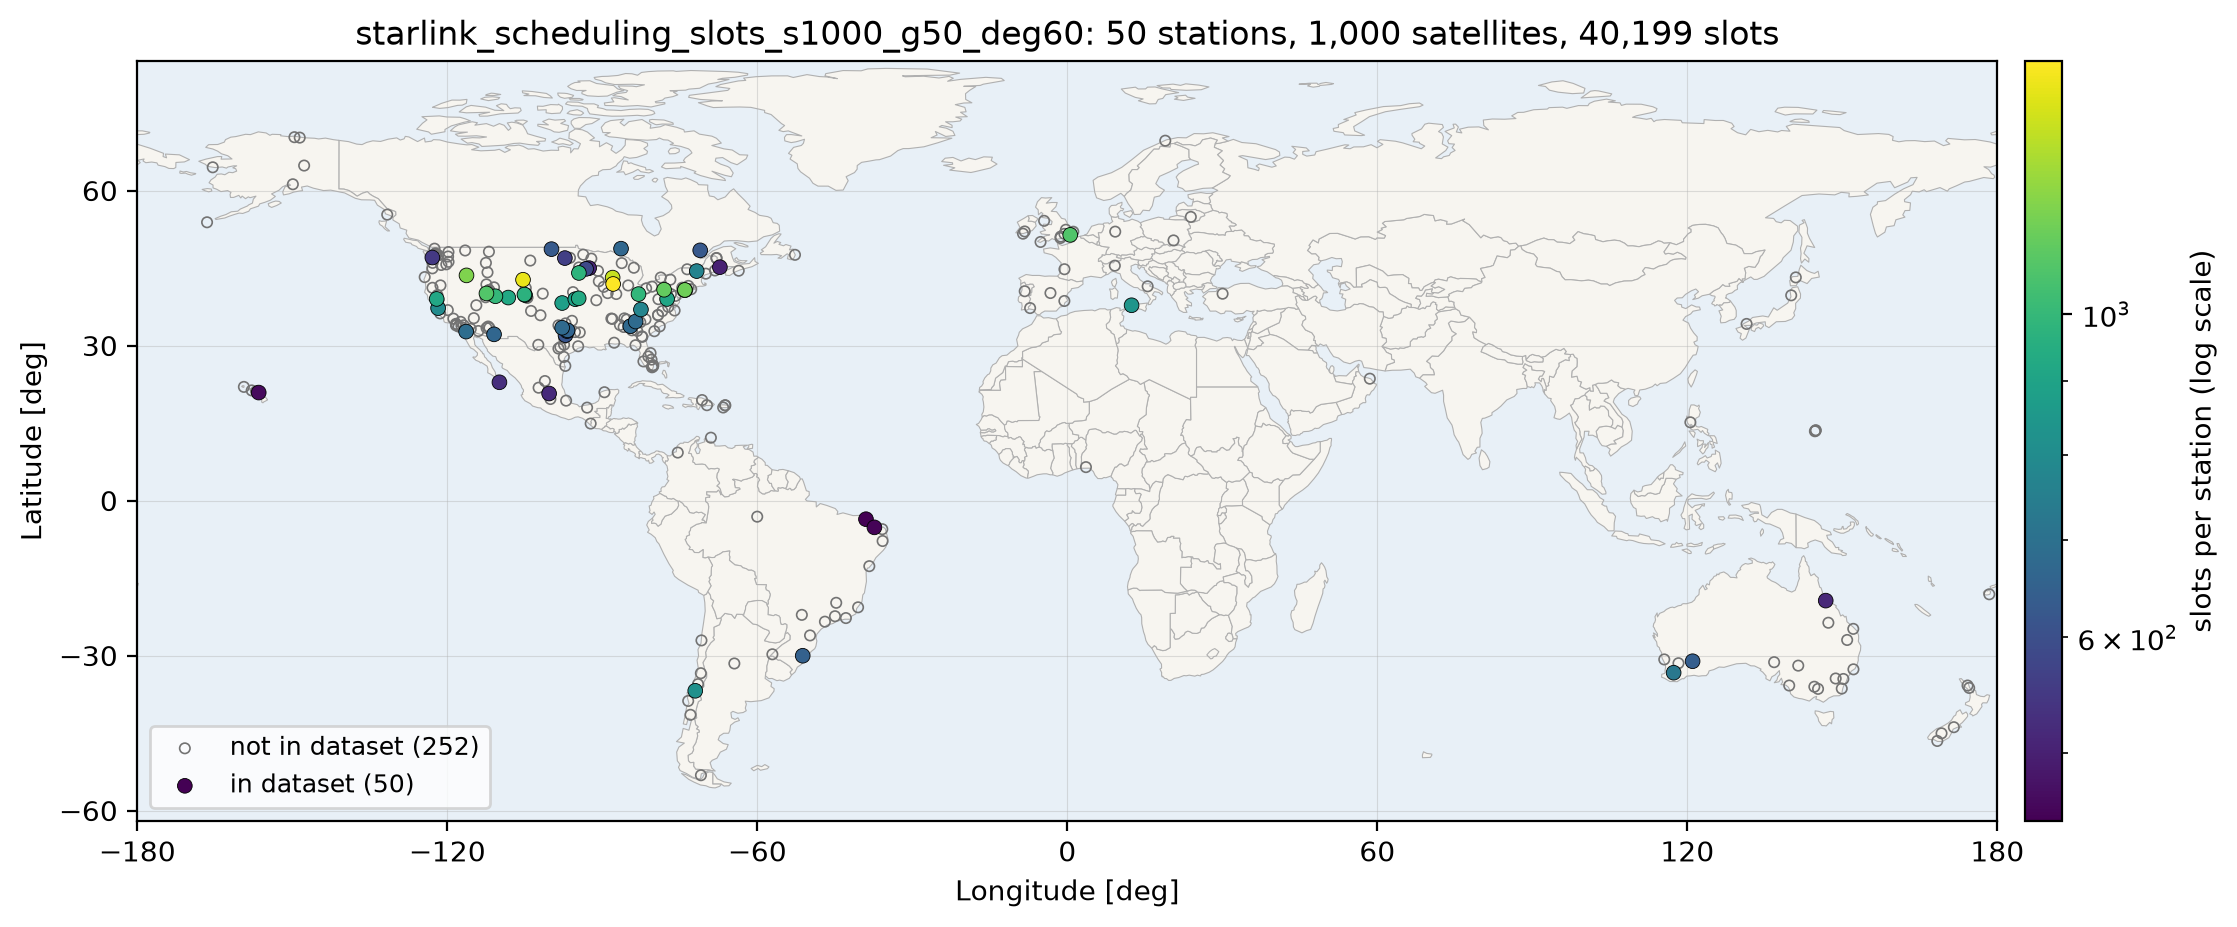 starlink_scheduling_slots_s1000_g50_deg60: 50 stations, 1,000 satellites, 40,199 slots
60
30
0
−30
−60
Latitude [deg]
not in dataset (252)
in dataset (50)
−180
−120
−60
0
60
120
180
Longitude [deg]
10³
6 × 10²
slots per station (log scale)